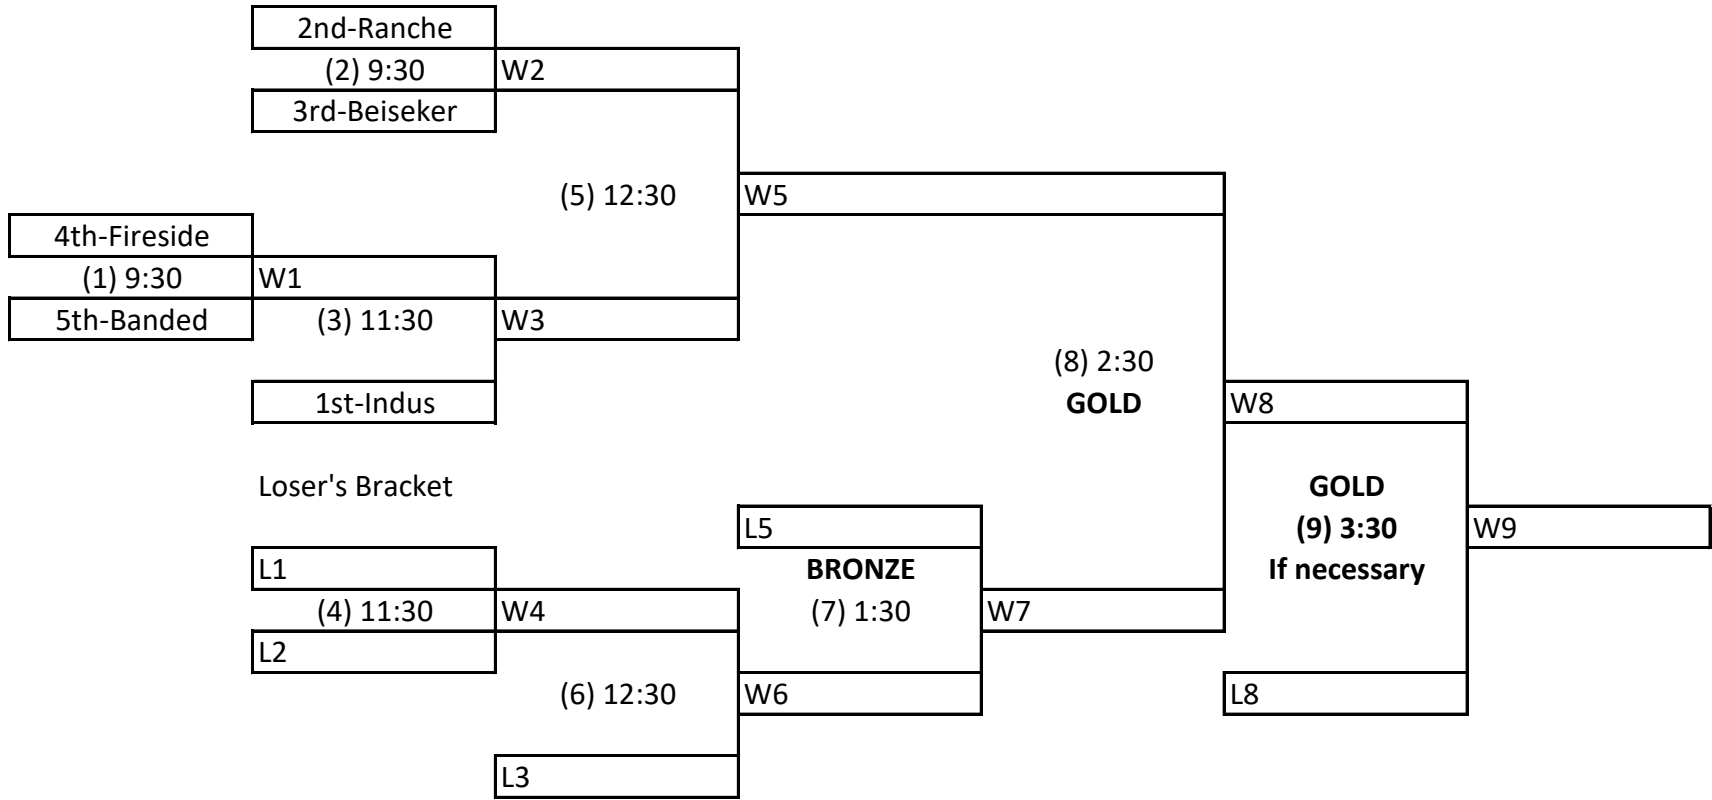 2nd-Ranche
(2) 9:30
W2
3rd-Beiseker
(5) 12:30
W5
4th-Fireside
(1) 9:30
W1
5th-Banded
(3) 11:30
W3
(8) 2:30
GOLD
1st-Indus
W8
Loser's Bracket
GOLD
L5
(9) 3:30
W9
L1
BRONZE
If necessary
(4) 11:30
W4
(7) 1:30
W7
L2
(6) 12:30
W6
L8
L3